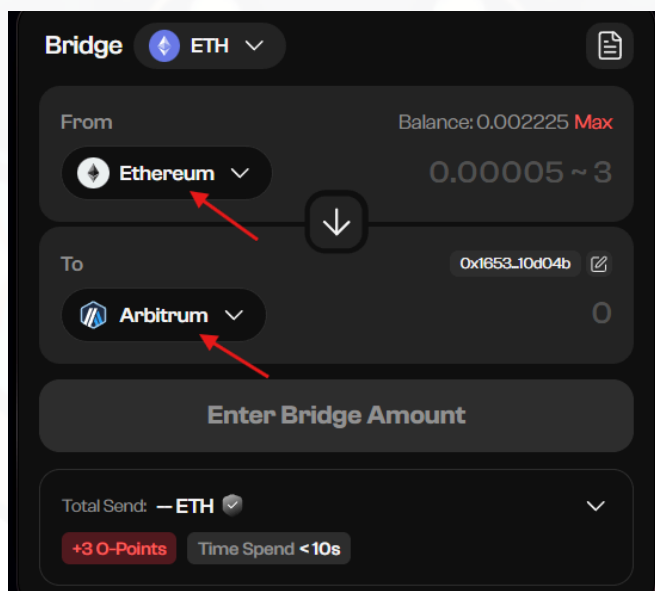 Bridge ETH
From Balance: 0.002225 Max
Ethereum 0.00005 ~ 3
To 0x1653...10d04b
Arbitrum 0
Enter Bridge Amount
Total Send: — ETH
+3 O-Points Time Spend <10s